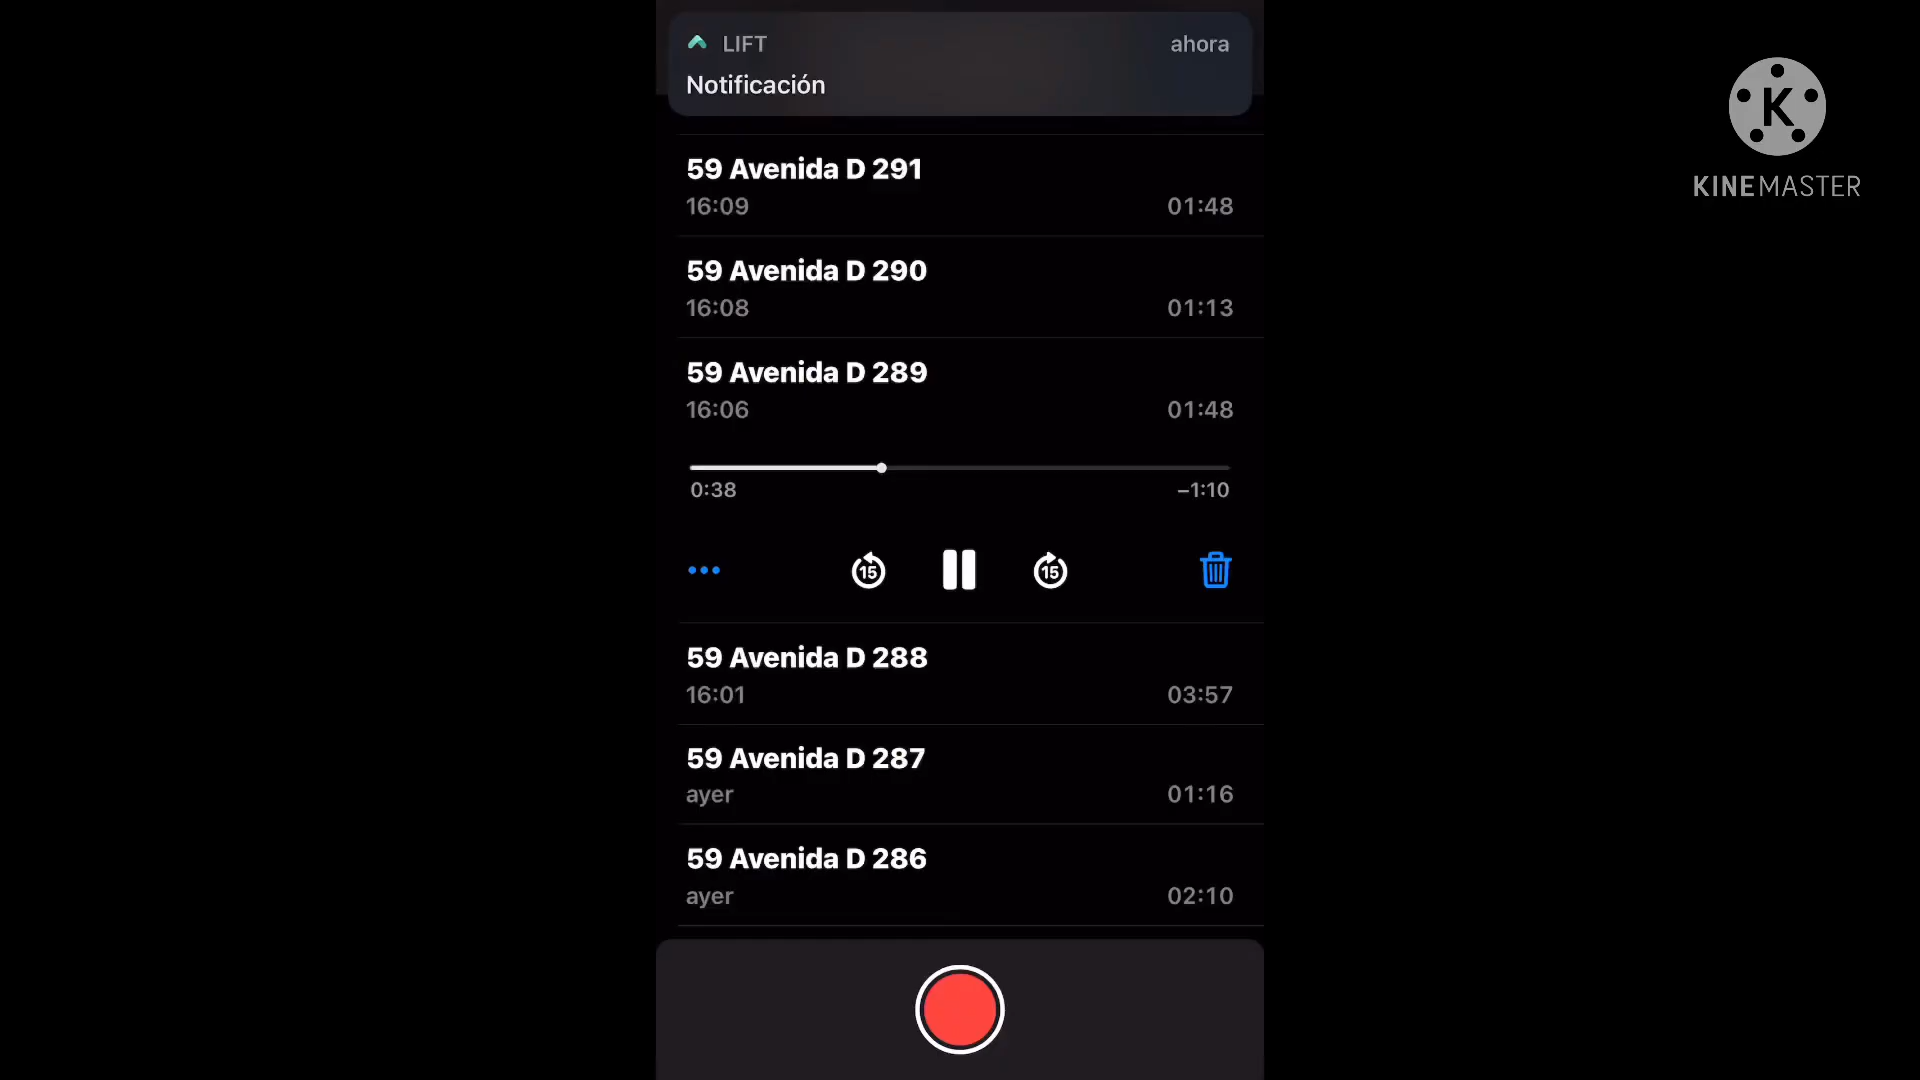 LIFT ahora
Notificación
59 Avenida D 291
16:09 01:48
59 Avenida D 290
16:08 01:13
59 Avenida D 289
16:06 01:48
0:38 –1:10
15 15
59 Avenida D 288
16:01 03:57
59 Avenida D 287
ayer 01:16
59 Avenida D 286
ayer 02:10
K
KINEMASTER